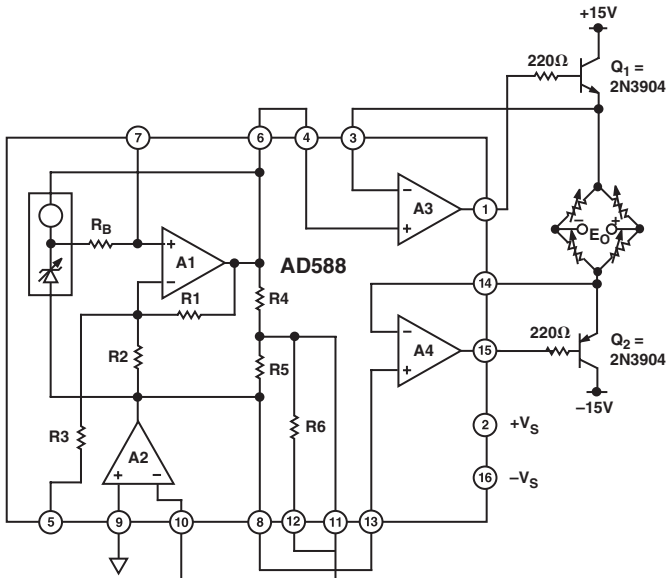 +15V
220Ω
Q1 =
2N3904
7
6
4
3
RB
+
A1
−
−
A3
+
1
− EO +
AD588
R1
R4
14
R2
R5
−
A4
+
15
220Ω
Q2 =
2N3904
R3
R6
−15V
A2
+ −
2
+VS
16
−VS
5
9
10
8
12
11
13